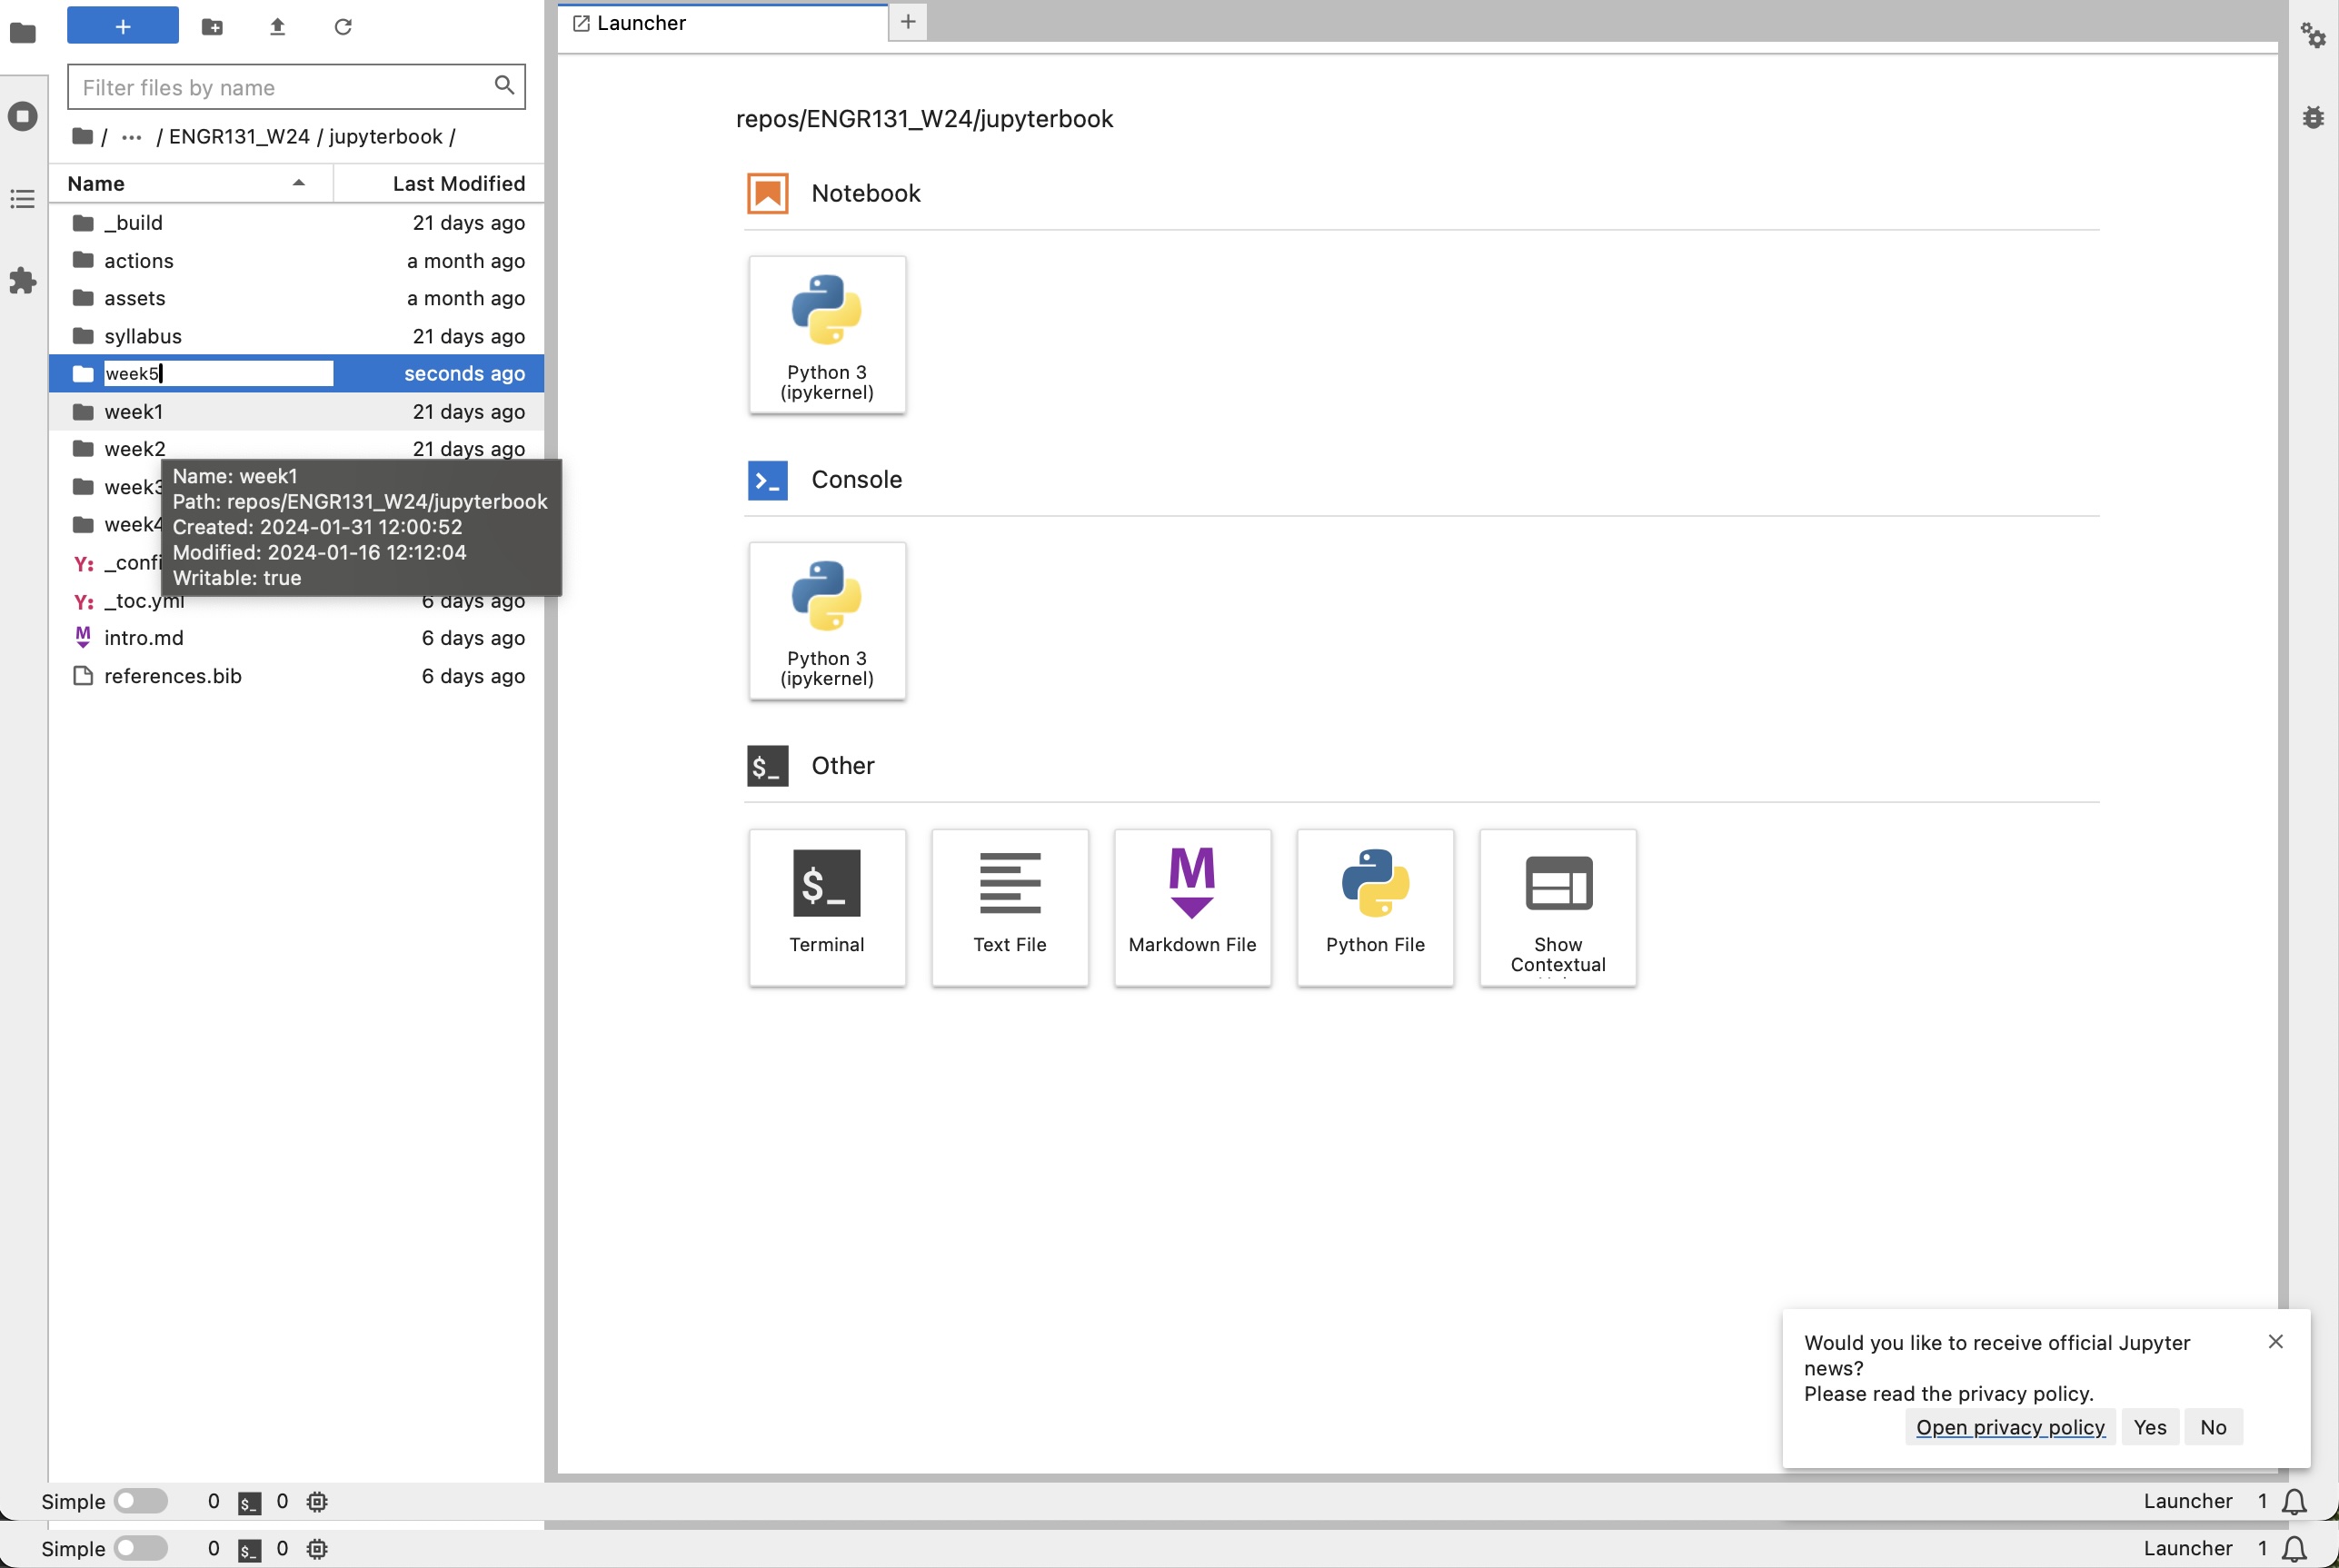 Launcher
Filter files by name
/ ··· / ENGR131_W24 / jupyterbook /
Name Last Modified
_build 21 days ago
actions a month ago
assets a month ago
syllabus 21 days ago
week5 seconds ago
week1 21 days ago
week2 21 days ago
week3
week4
_confi
_toc.yml 6 days ago
intro.md 6 days ago
references.bib 6 days ago
Name: week1
Path: repos/ENGR131_W24/jupyterbook
Created: 2024-01-31 12:00:52
Modified: 2024-01-16 12:12:04
Writable: true
repos/ENGR131_W24/jupyterbook
Notebook
Python 3
(ipykernel)
Console
Python 3
(ipykernel)
$_ Other
$_
Terminal
Text File
M
Markdown File
Python File
Show
Contextual
Would you like to receive official Jupyter
news?
Please read the privacy policy.
Open privacy policy Yes No
Simple 0 $_ 0 Launcher 1
Simple 0 $_ 0 Launcher 1